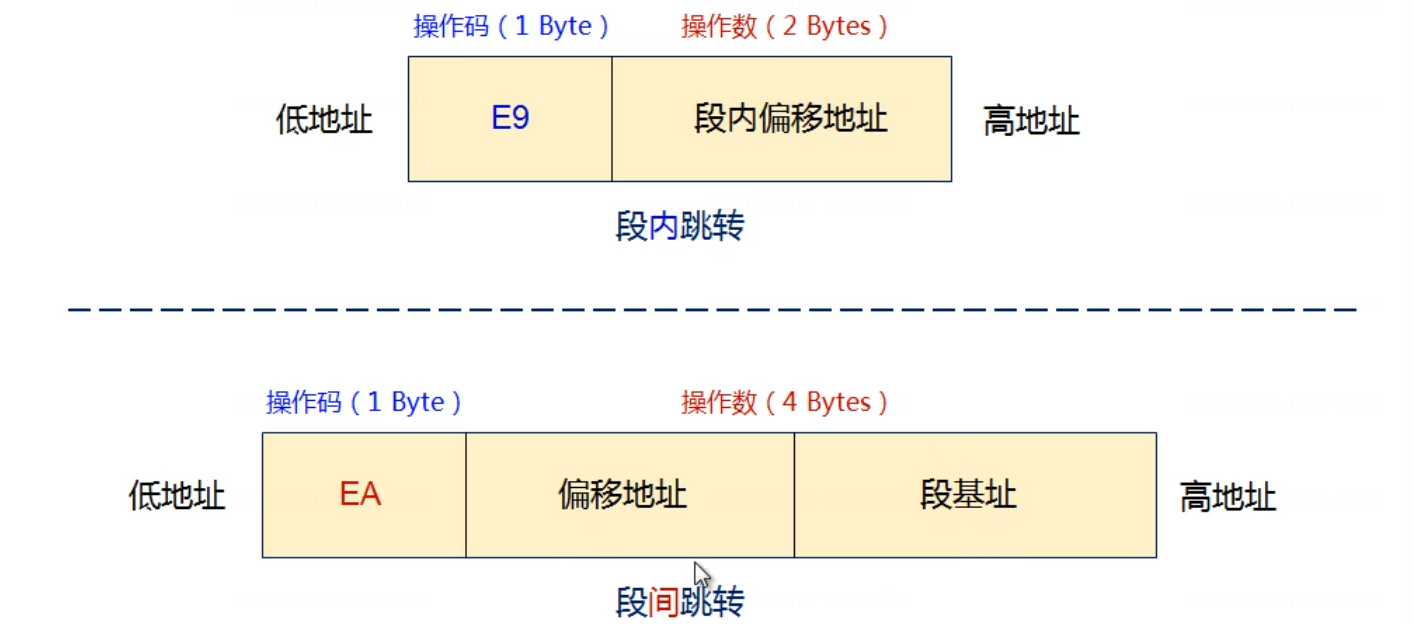 操作码（1 Byte） 操作数（2 Bytes）
低地址 E9 段内偏移地址 高地址
段内跳转
操作码（1 Byte） 操作数（4 Bytes）
低地址 EA 偏移地址 段基址 高地址
段间跳转